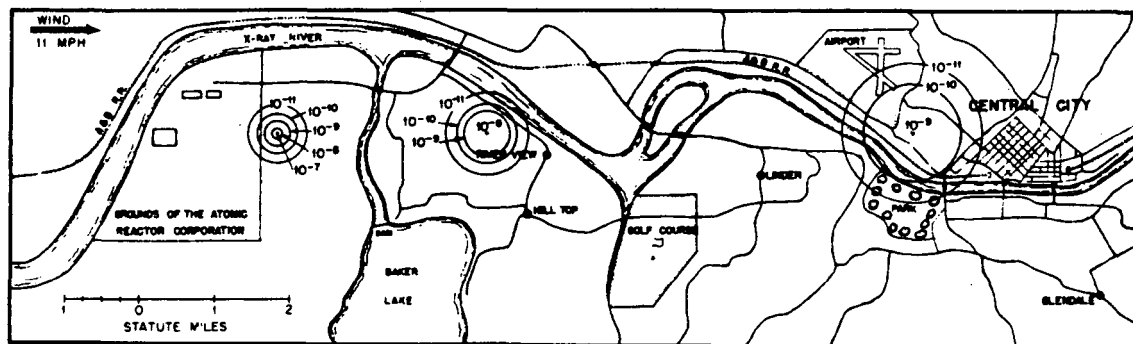 WIND
11 MPH
X-RAY RIVER
A & B R.R.
GROUNDS OF THE ATOMIC
REACTOR CORPORATION
10-11
10-10
10-9
10-8
10-7
10-11
10-10
10-9
10-9
RIVER VIEW
HILL TOP
DAM
BAKER
LAKE
GOLF COURSE
LINDER
A & B R.R.
AIRPORT
10-11
10-10
10-9
CENTRAL CITY
PARK
GLENDALE
1 0 1 2
STATUTE MILES